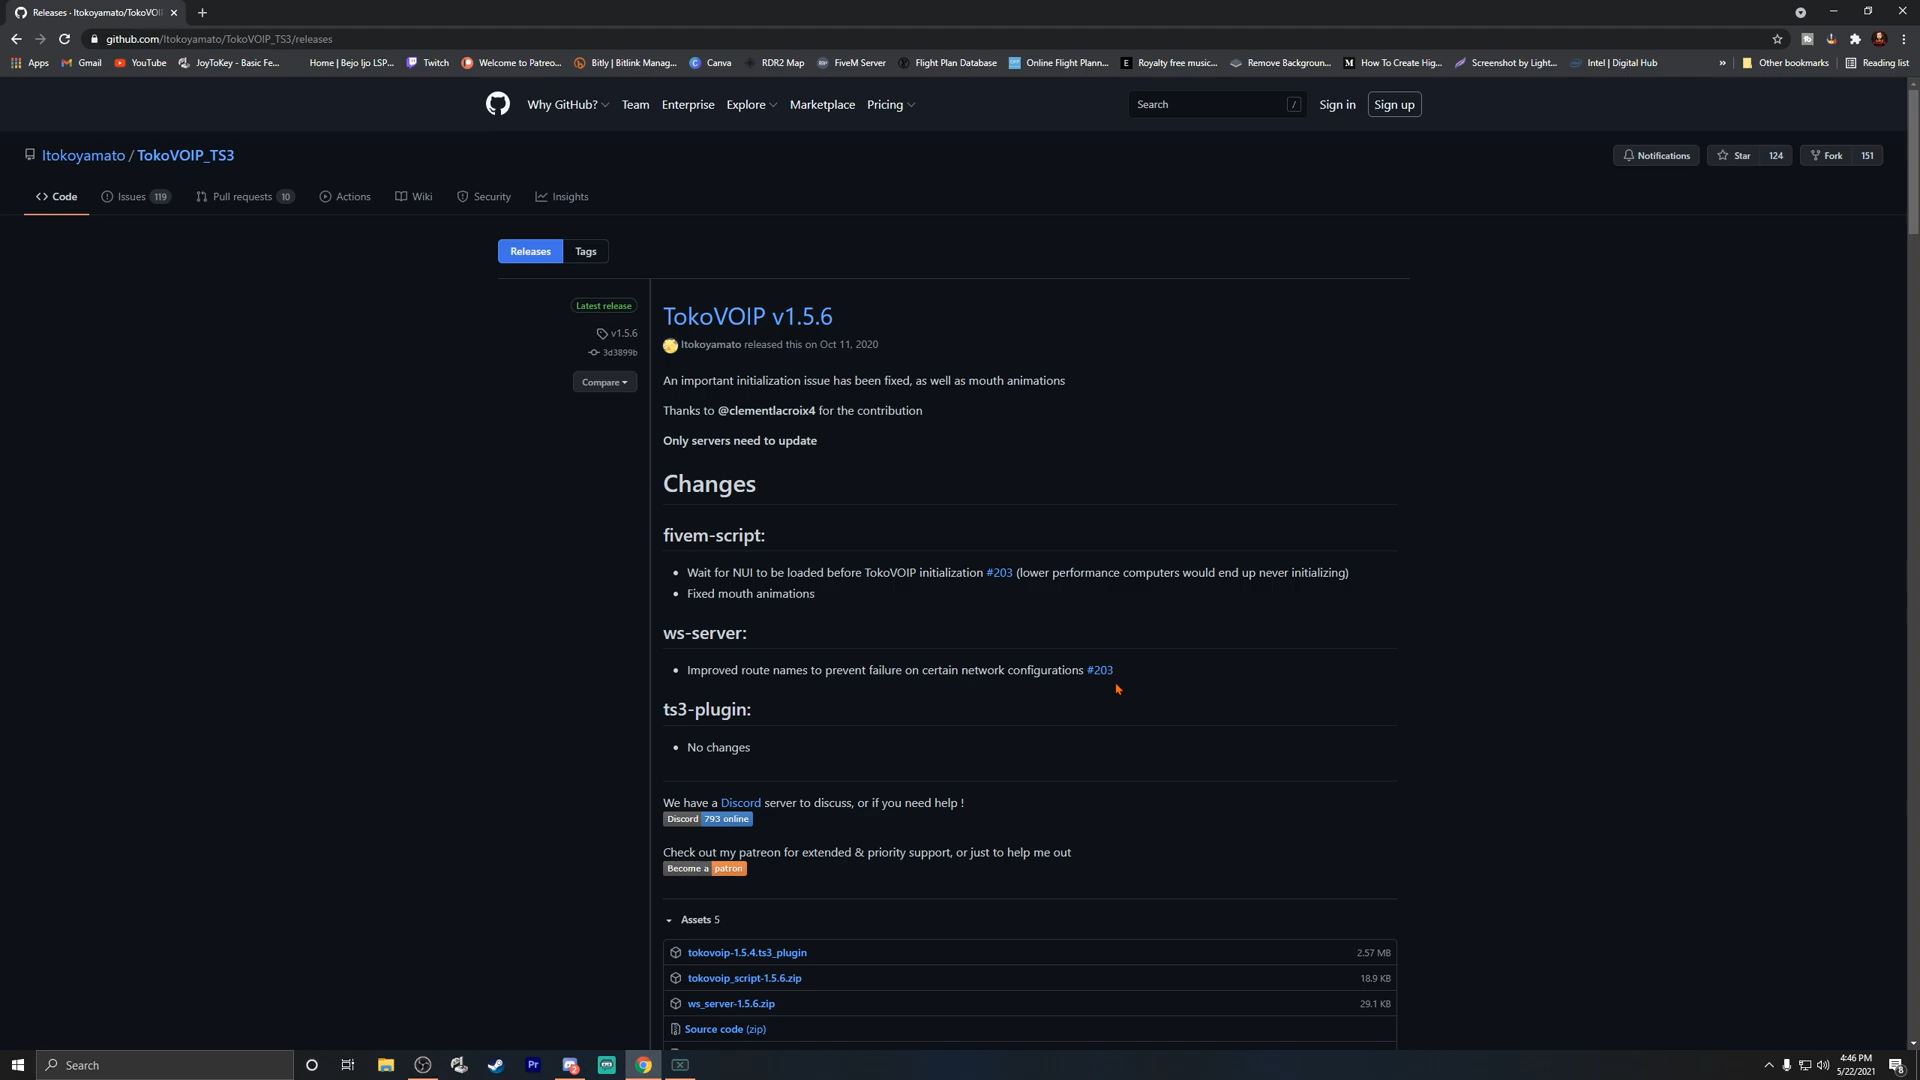 Releases · Itokoyamato/TokoVOI
github.com/Itokoyamato/TokoVOIP_TS3/releases
Apps Gmail YouTube JoyToKey - Basic Fe... Home | Bejo Ijo LSP... Twitch Welcome to Patreo... Bitly | Bitlink Manag... Canva RDR2 Map FiveM Server Flight Plan Database Online Flight Plann... Royalty free music... Remove Backgroun... How To Create Hig... Screenshot by Light... Intel | Digital Hub » Other bookmarks Reading list
Why GitHub? Team Enterprise Explore Marketplace Pricing Search / Sign in Sign up
Itokoyamato / TokoVOIP_TS3 Notifications Star 124 Fork 151
Code Issues 119 Pull requests 10 Actions Wiki Security Insights
Releases Tags
Latest release
v1.5.6
3d3899b
Compare
TokoVOIP v1.5.6
Itokoyamato released this on Oct 11, 2020
An important initialization issue has been fixed, as well as mouth animations
Thanks to @clementlacroix4 for the contribution
Only servers need to update
Changes
fivem-script:
• Wait for NUI to be loaded before TokoVOIP initialization #203 (lower performance computers would end up never initializing)
• Fixed mouth animations
ws-server:
• Improved route names to prevent failure on certain network configurations #203
ts3-plugin:
• No changes
We have a Discord server to discuss, or if you need help !
Discord 793 online
Check out my patreon for extended & priority support, or just to help me out
Become a patron
Assets 5
tokovoip-1.5.4.ts3_plugin 2.57 MB
tokovoip_script-1.5.6.zip 18.9 KB
ws_server-1.5.6.zip 29.1 KB
Source code (zip)
Search
4:46 PM
5/22/2021